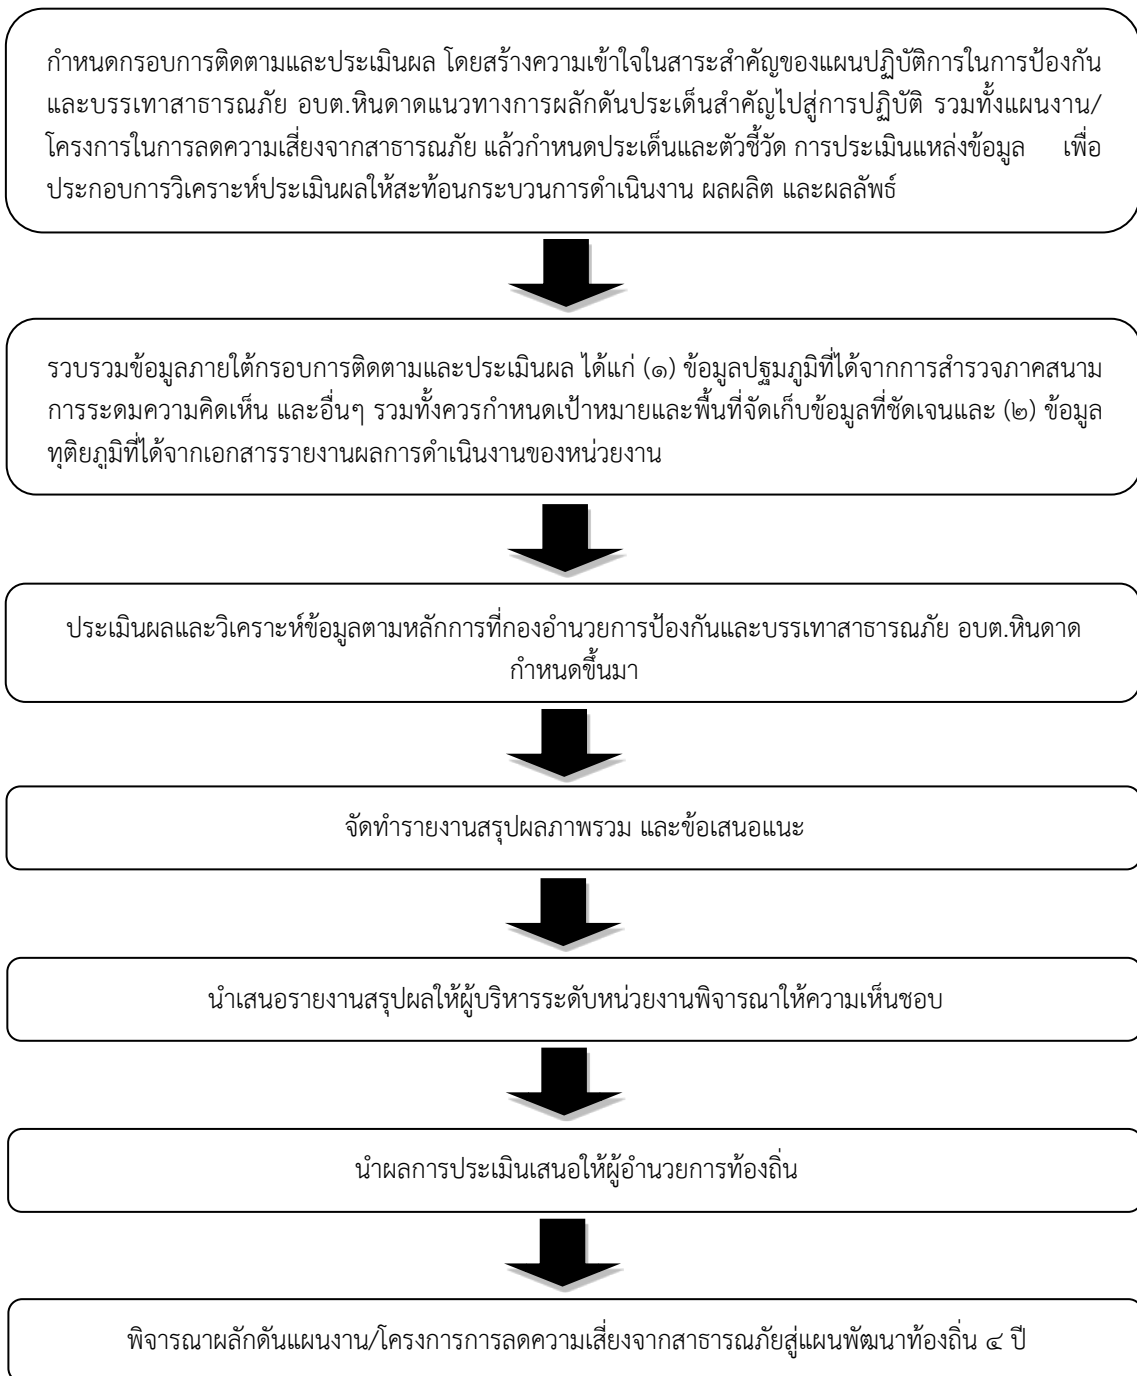 กำหนดกรอบการติดตามและประเมินผล โดยสร้างความเข้าใจในสาระสำคัญของแผนปฏิบัติการในการป้องกัน
และบรรเทาสาธารณภัย อบต.หินดาดแนวทางการผลักดันประเด็นสำคัญไปสู่การปฏิบัติ รวมทั้งแผนงาน/
โครงการในการลดความเสี่ยงจากสาธารณภัย แล้วกำหนดประเด็นและตัวชี้วัด การประเมินแหล่งข้อมูล เพื่อ
ประกอบการวิเคราะห์ประเมินผลให้สะท้อนกระบวนการดำเนินงาน ผลผลิต และผลลัพธ์
รวบรวมข้อมูลภายใต้กรอบการติดตามและประเมินผล ได้แก่ (๑) ข้อมูลปฐมภูมิที่ได้จากการสำรวจภาคสนาม
การระดมความคิดเห็น และอื่นๆ รวมทั้งควรกำหนดเป้าหมายและพื้นที่จัดเก็บข้อมูลที่ชัดเจนและ (๒) ข้อมูล
ทุติยภูมิที่ได้จากเอกสารรายงานผลการดำเนินงานของหน่วยงาน
ประเมินผลและวิเคราะห์ข้อมูลตามหลักการที่กองอำนวยการป้องกันและบรรเทาสาธารณภัย อบต.หินดาด
กำหนดขึ้นมา
จัดทำรายงานสรุปผลภาพรวม และข้อเสนอแนะ
นำเสนอรายงานสรุปผลให้ผู้บริหารระดับหน่วยงานพิจารณาให้ความเห็นชอบ
นำผลการประเมินเสนอให้ผู้อำนวยการท้องถิ่น
พิจารณาผลักดันแผนงาน/โครงการการลดความเสี่ยงจากสาธารณภัยสู่แผนพัฒนาท้องถิ่น ๔ ปี